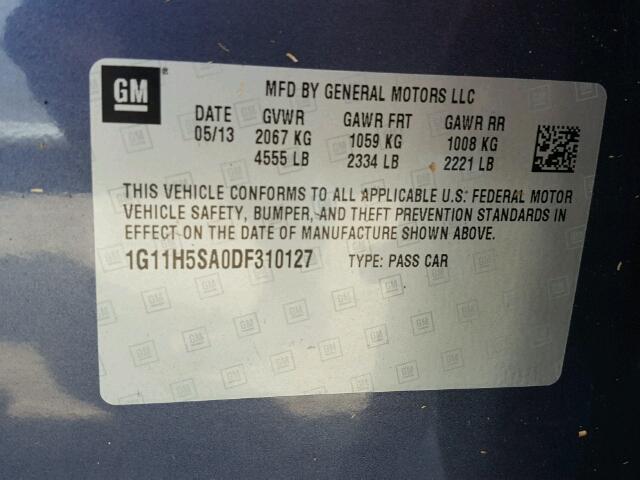 GM ®
MFD BY GENERAL MOTORS LLC
DATE GVWR GAWR FRT GAWR RR
05/13 2067 KG 1059 KG 1008 KG
4555 LB 2334 LB 2221 LB
THIS VEHICLE CONFORMS TO ALL APPLICABLE U.S. FEDERAL MOTOR
VEHICLE SAFETY, BUMPER, AND THEFT PREVENTION STANDARDS IN
EFFECT ON THE DATE OF MANUFACTURE SHOWN ABOVE.
1G11H5SA0DF310127 TYPE: PASS CAR